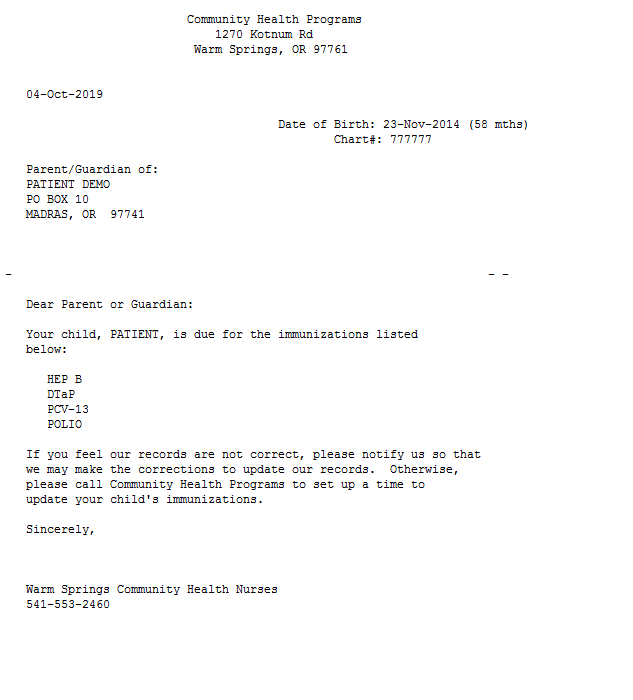 Community Health Programs
1270 Kotnum Rd
Warm Springs, OR 97761
04-Oct-2019
Date of Birth: 23-Nov-2014 (58 mths)
Chart#: 777777
Parent/Guardian of:
PATIENT DEMO
PO BOX 10
MADRAS, OR  97741
- - -
Dear Parent or Guardian:
Your child, PATIENT, is due for the immunizations listed
below:
HEP B
DTaP
PCV-13
POLIO
If you feel our records are not correct, please notify us so that
we may make the corrections to update our records.  Otherwise,
please call Community Health Programs to set up a time to
update your child's immunizations.
Sincerely,
Warm Springs Community Health Nurses
541-553-2460